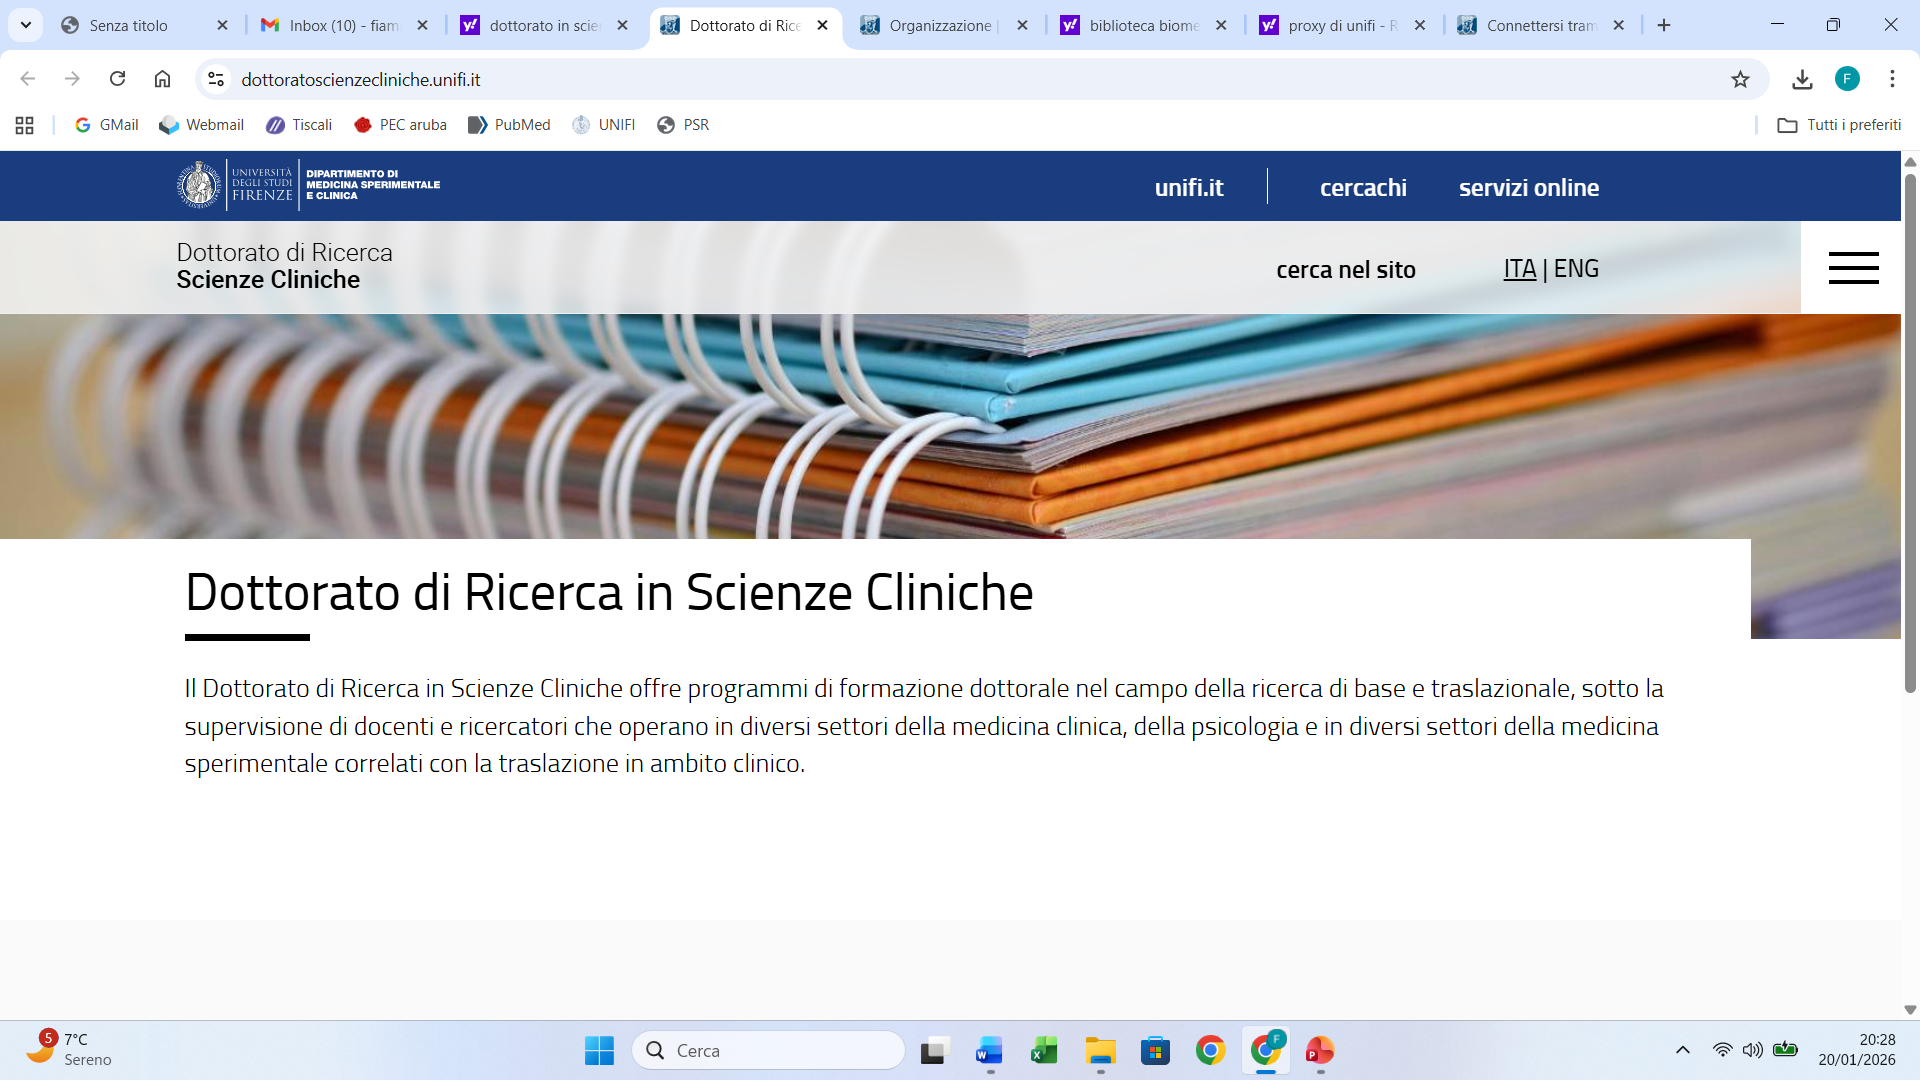 Senza titolo
Inbox (10) - fiam
dottorato in scie
Dottorato di Rice
Organizzazione |
biblioteca biome
proxy di unifi - R
Connettersi tram
dottoratoscienzecliniche.unifi.it
F
GMail
Webmail
Tiscali
PEC aruba
PubMed
UNIFI
PSR
Tutti i preferiti
UNIVERSITÀ
DEGLI STUDI
FIRENZE
DIPARTIMENTO DI
MEDICINA SPERIMENTALE
E CLINICA
unifi.it
cercachi
servizi online
Dottorato di Ricerca
Scienze Cliniche
cerca nel sito
ITA | ENG
Dottorato di Ricerca in Scienze Cliniche
Il Dottorato di Ricerca in Scienze Cliniche offre programmi di formazione dottorale nel campo della ricerca di base e traslazionale, sotto la
supervisione di docenti e ricercatori che operano in diversi settori della medicina clinica, della psicologia e in diversi settori della medicina
sperimentale correlati con la traslazione in ambito clinico.
5
7°C
Sereno
Cerca
F
20:28
20/01/2026